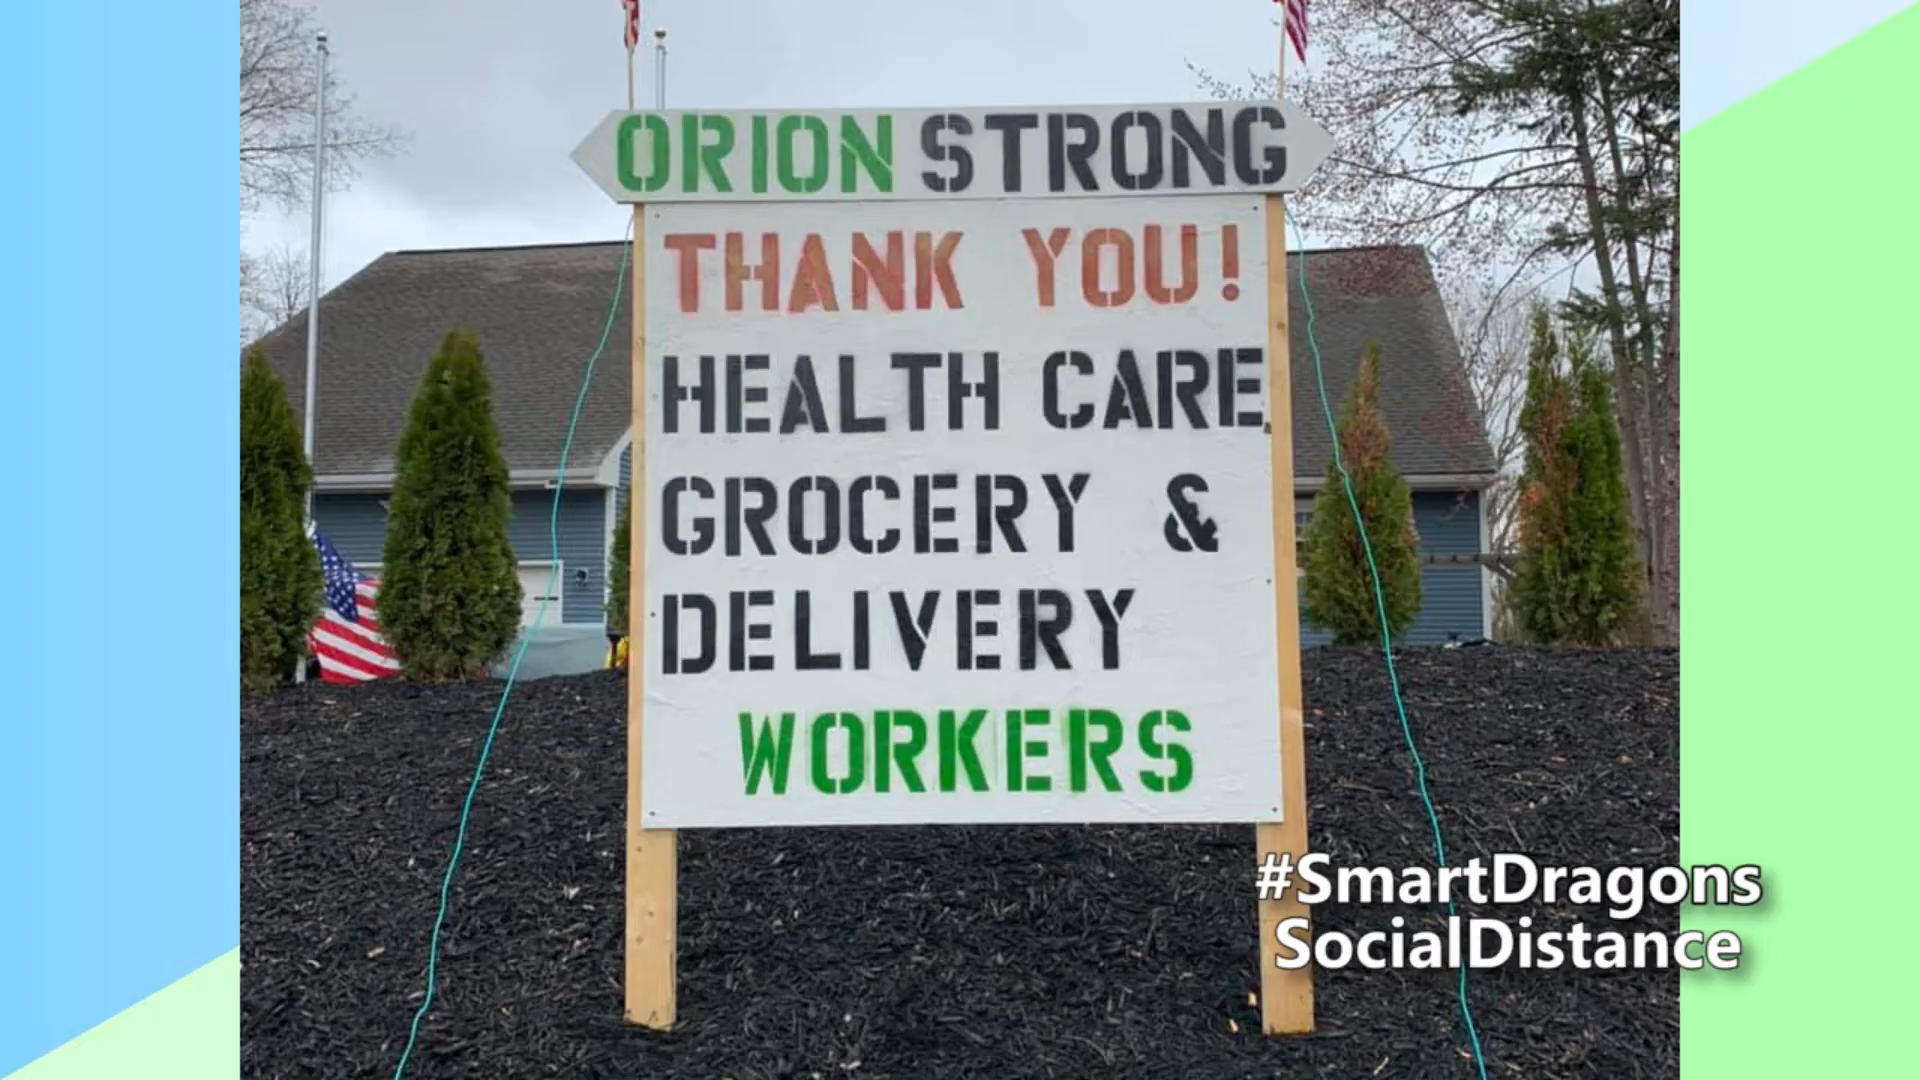 ORION STRONG
THANK YOU!
HEALTH CARE,
GROCERY &
DELIVERY
WORKERS
#SmartDragons
SocialDistance